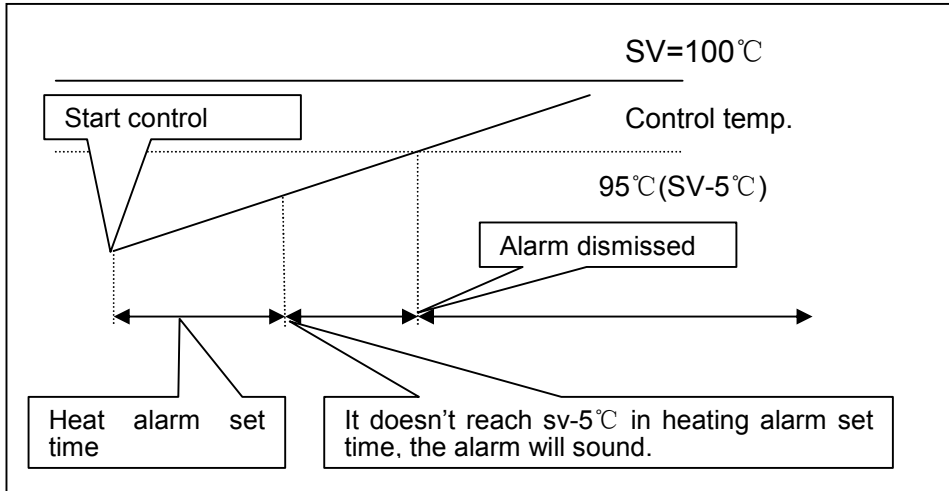 SV=100℃
Start control
Control temp.
95℃(SV-5℃)
Alarm dismissed
Heat alarm set
time
It doesn't reach sv-5℃ in heating alarm set
time, the alarm will sound.